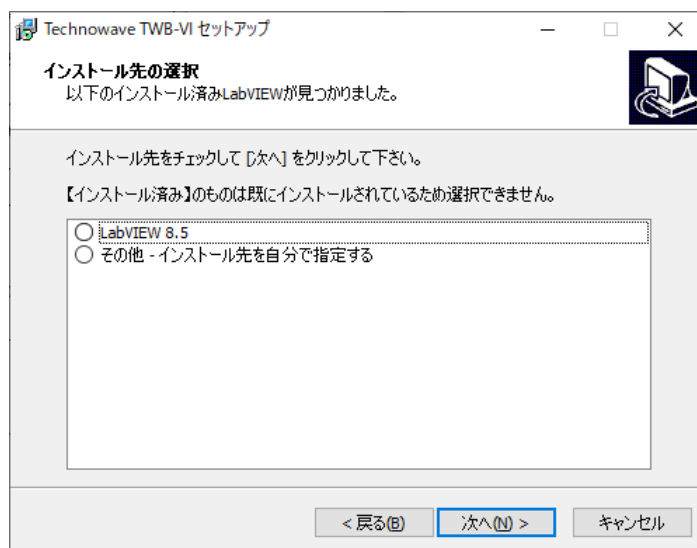 Technowave TWB-VI セットアップ
インストール先の選択
以下のインストール済みLabVIEWが見つかりました。
インストール先をチェックして [次へ] をクリックして下さい。
【インストール済み】のものは既にインストールされているため選択できません。
LabVIEW 8.5
その他 - インストール先を自分で指定する
< 戻る(B)
次へ(N) >
キャンセル